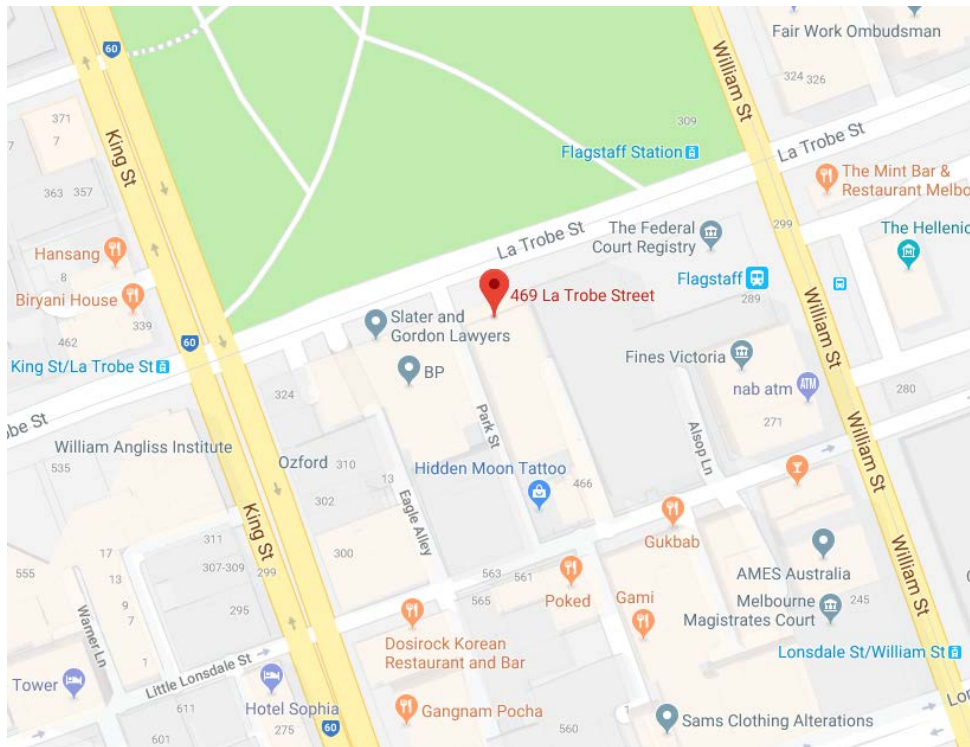 60
Fair Work Ombudsman
William St
324 326
371
7
7
King St
309
Flagstaff Station
La Trobe St
The Mint Bar &
Restaurant Melbo
363 357
299
The Federal
Court Registry
La Trobe St
The Hellenic
Hansang
8
Flagstaff
289
469 La Trobe Street
Biryani House
339
Slater and
Gordon Lawyers
William St
462
60
King St/La Trobe St
BP
Fines Victoria
nab atm
ATM
280
324
271
obe St
Park St
Alsop Ln
William St
William Angliss Institute
535
Ozford
310
13
Hidden Moon Tattoo
466
302
Eagle Alley
King St
Gukbab
311
17
300
307-309
299
555
13
563
561
AMES Australia
William St
9
7
295
565
Poked
Gami
Melbourne
Magistrates Court
245
Warner Ln
Dosirock Korean
Restaurant and Bar
1
Lonsdale St/William St
Little Lonsdale St
Tower
Hotel Sophia
611
275
60
Gangnam Pocha
560
Sams Clothing Alterations
601
Lon